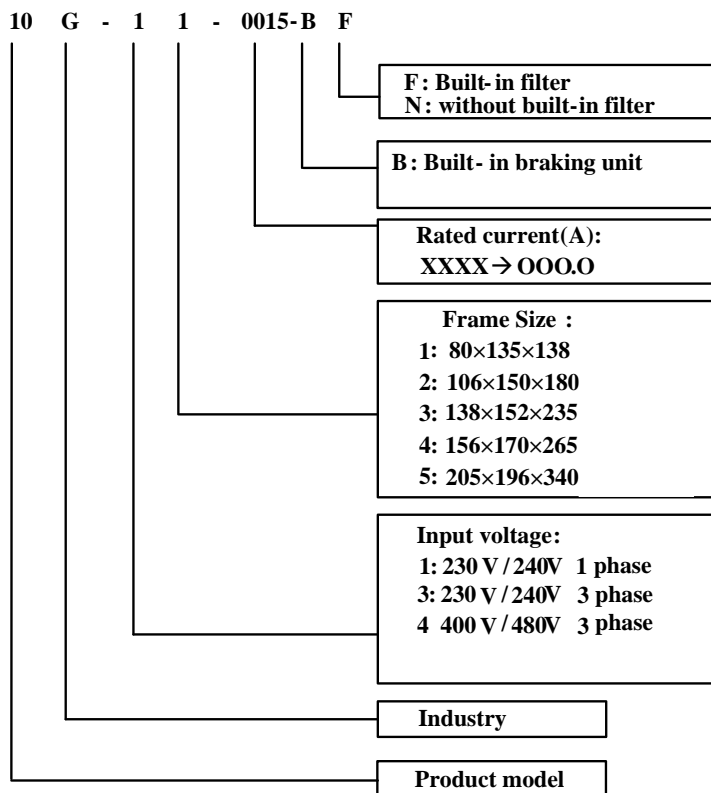 10 G - 1 1 - 0015-B F
F: Built-in filter
N: without built-in filter
B: Built- in braking unit
Rated current(A):
XXXX→OOO.O
Frame Size :
1: 80×135×138
2: 106×150×180
3: 138×152×235
4: 156×170×265
5: 205×196×340
Input voltage:
1: 230 V / 240V 1 phase
3: 230 V / 240V 3 phase
4 400 V / 480V 3 phase
Industry
Product model